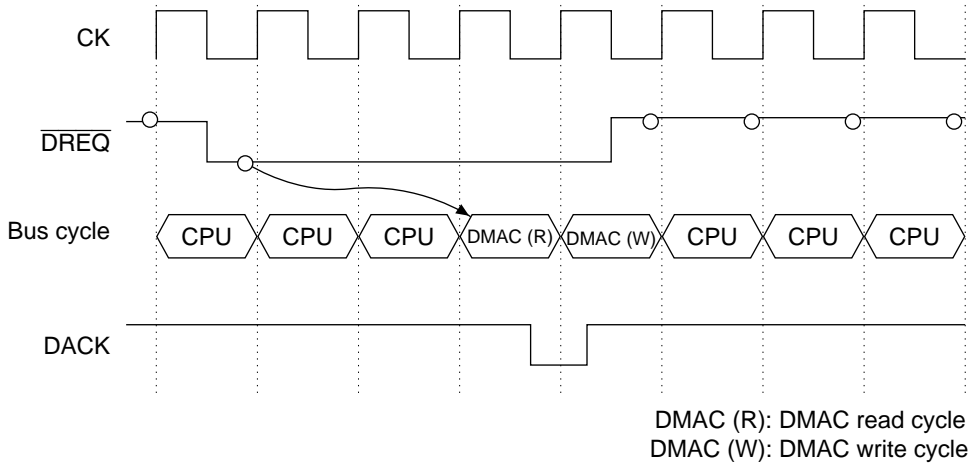 CK
DREQ
Bus cycle CPU CPU CPU DMAC (R) DMAC (W) CPU CPU CPU
DACK
DMAC (R): DMAC read cycle
DMAC (W): DMAC write cycle